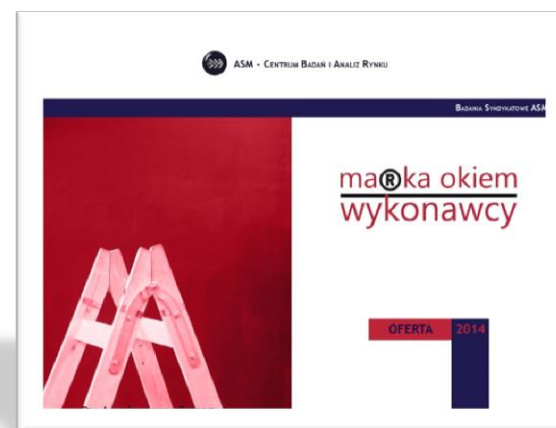 ASM - Centrum Badań i Analiz Rynku
Badania Syndykatowe ASM
ma®ka okiem
wykonawcy
OFERTA 2014